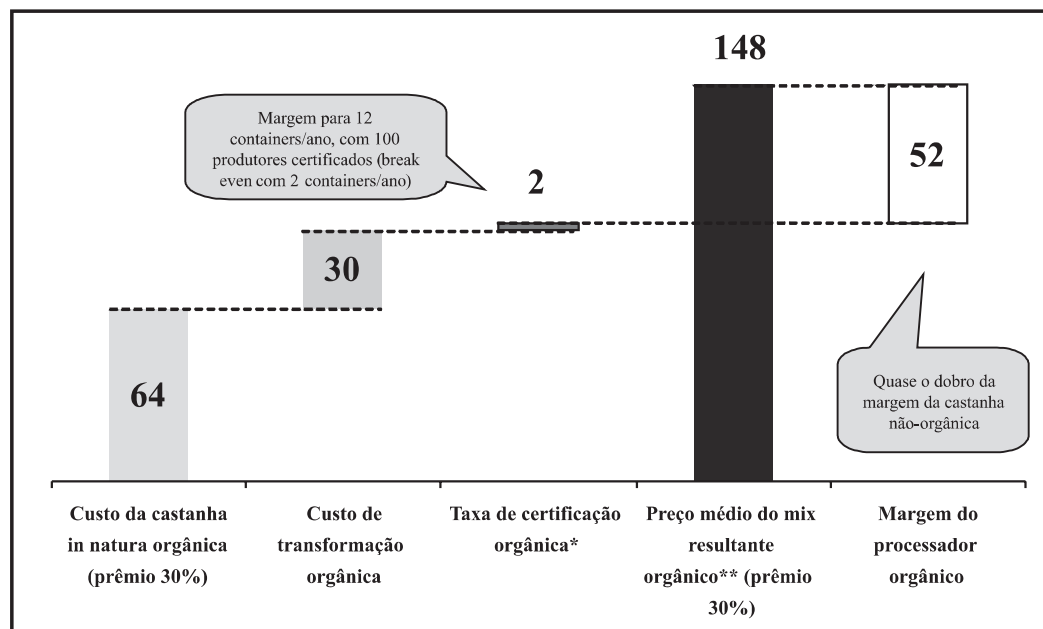 148
Margem para 12
containers/ano, com 100
produtores certificados (break
even com 2 containers/ano)
2
52
30
64
Quase o dobro da
margem da castanha
não-orgânica
Custo da castanha
in natura orgânica
(prêmio 30%)
Custo de
transformação
orgânica
Taxa de certificação
orgânica*
Preço médio do mix
resultante
orgânico** (prêmio
30%)
Margem do
processador
orgânico